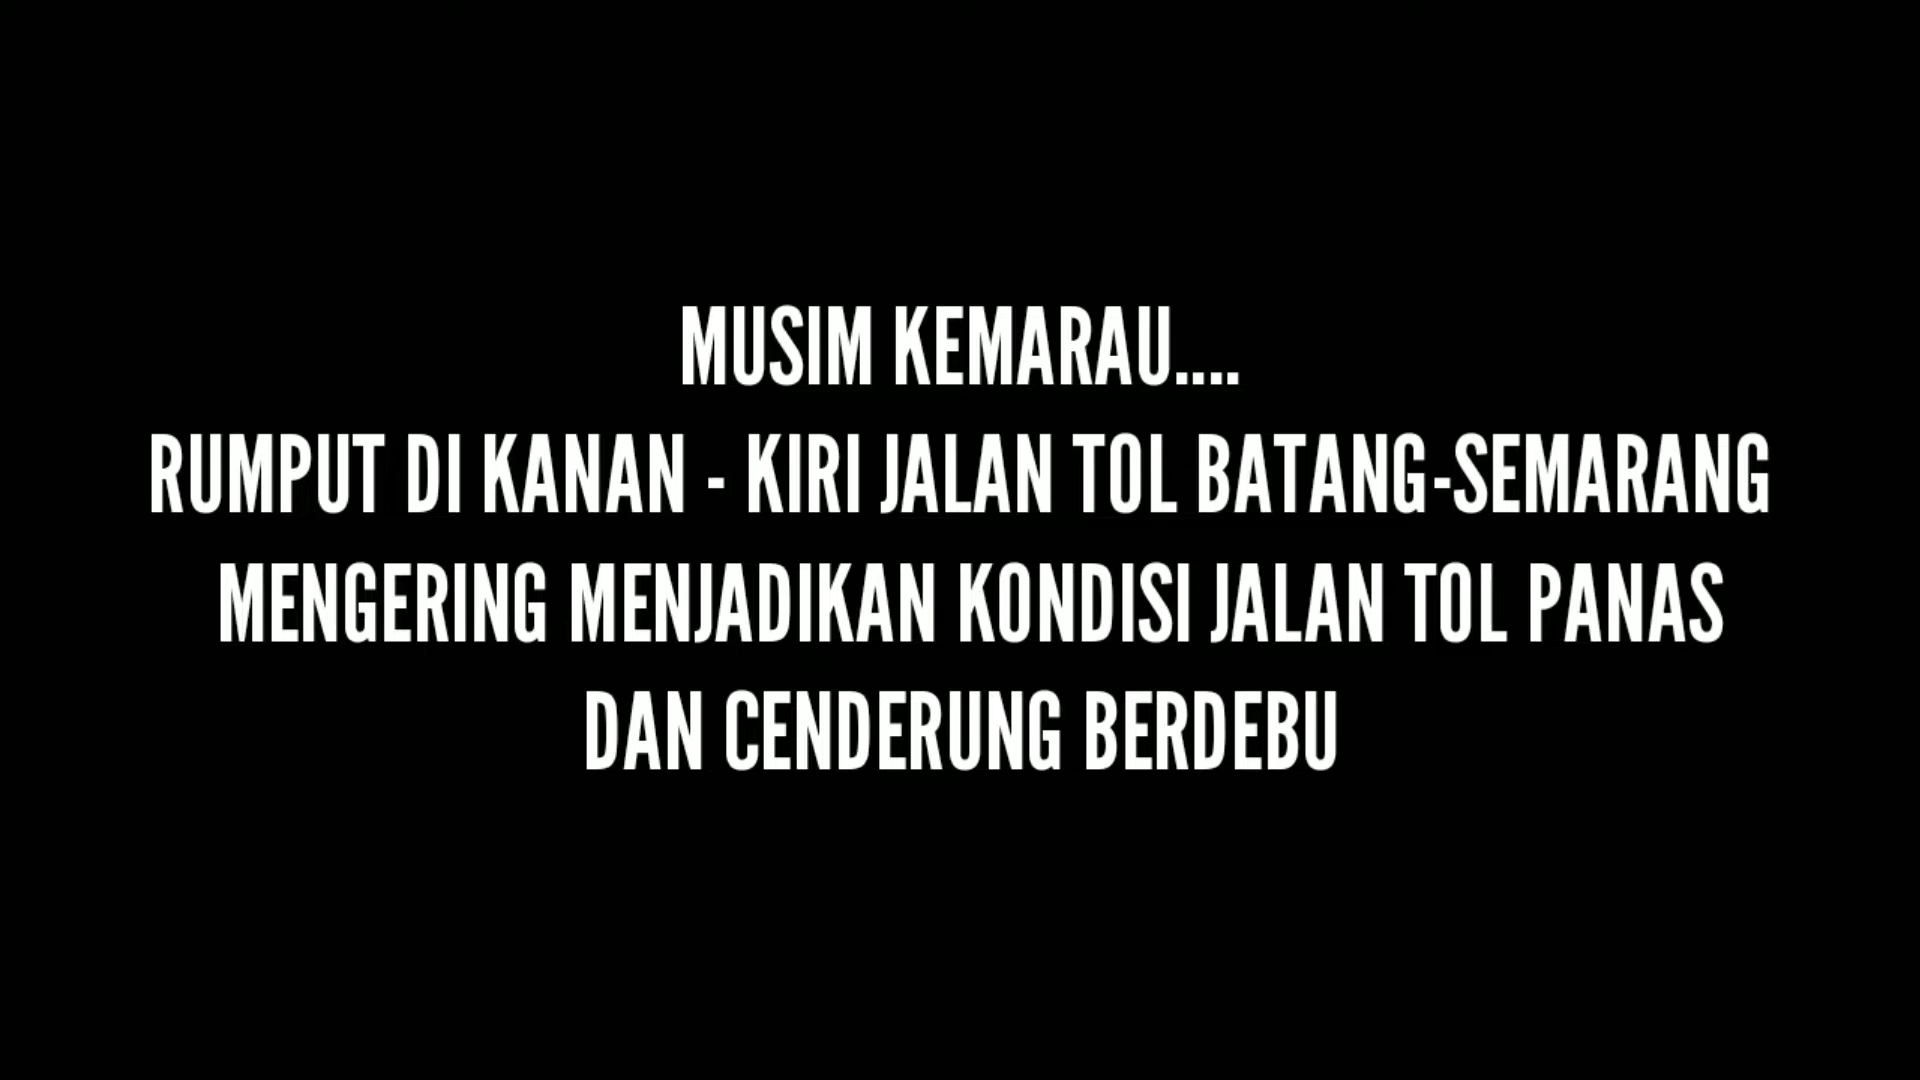 MUSIM KEMARAU....
RUMPUT DI KANAN - KIRI JALAN TOL BATANG-SEMARANG
MENGERING MENJADIKAN KONDISI JALAN TOL PANAS
DAN CENDERUNG BERDEBU